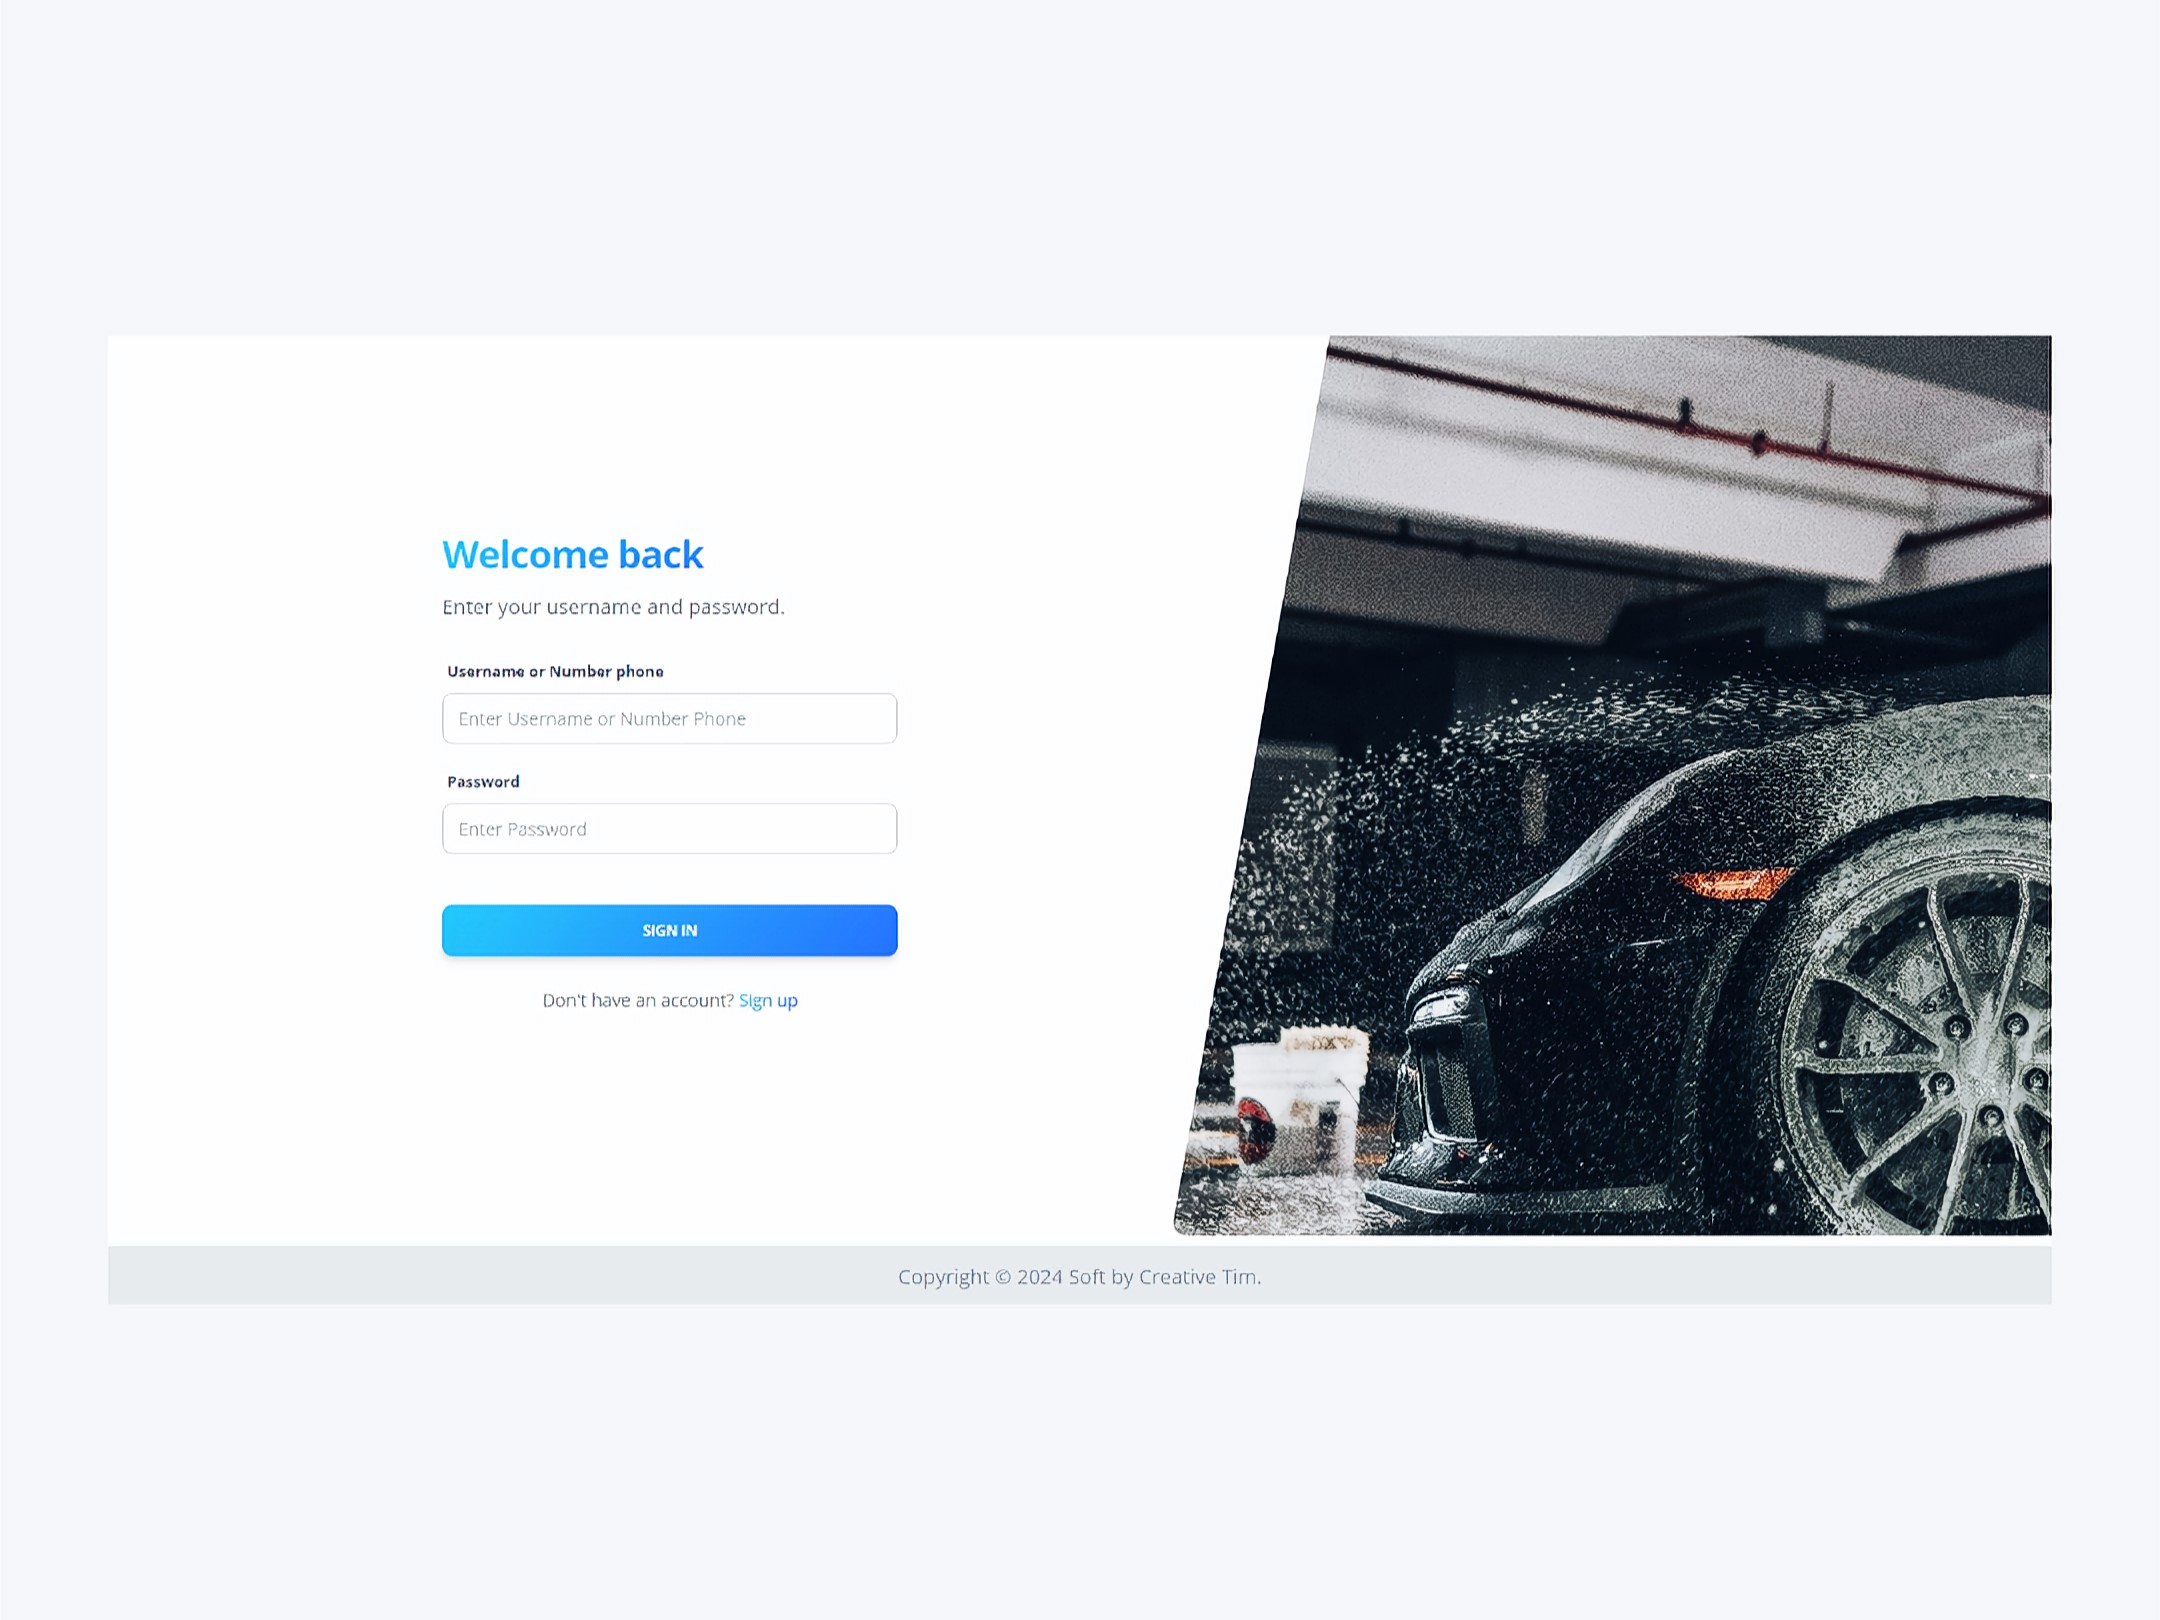 Welcome back
Enter your username and password.
Username or Number phone
Enter Username or Number Phone
Password
Enter Password
SIGN IN
Don't have an account? Sign up
Copyright © 2024 Soft by Creative Tim.